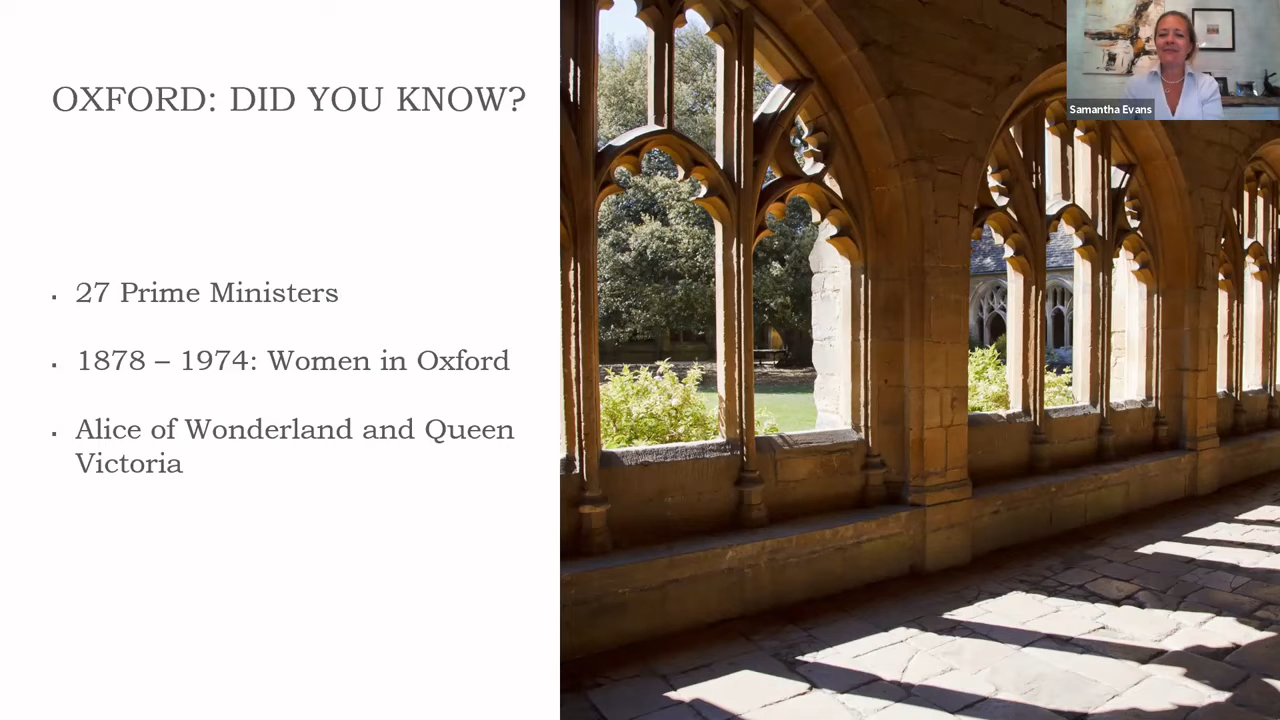 OXFORD: DID YOU KNOW?
Samantha Evans
▪ 27 Prime Ministers
▪ 1878 – 1974: Women in Oxford
▪ Alice of Wonderland and Queen
Victoria